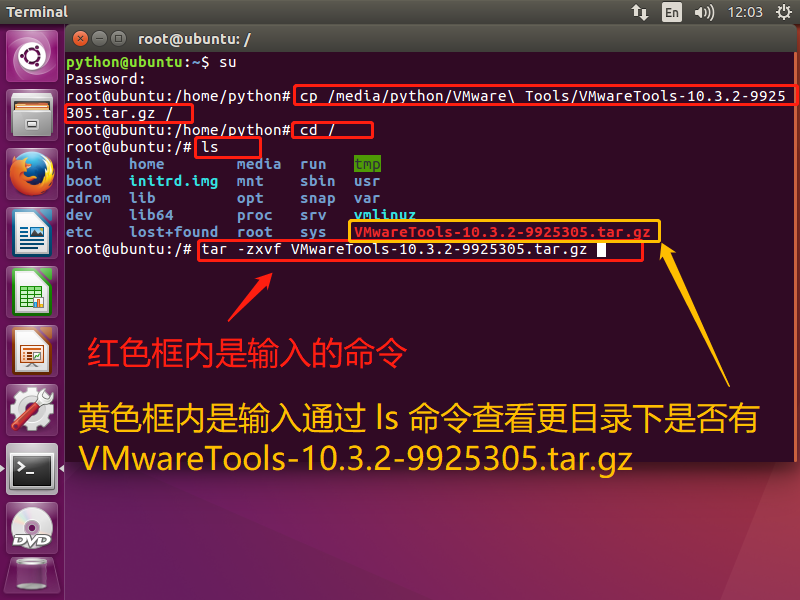 Terminal
En
12:03
root@ubuntu: /
python@ubuntu:~$ su
Password:
root@ubuntu:/home/python# cp /media/python/VMware\ Tools/VMwareTools-10.3.2-9925
305.tar.gz /
root@ubuntu:/home/python# cd /
root@ubuntu:/# ls
bin home media run tmp
boot initrd.img mnt sbin usr
cdrom lib opt snap var
dev lib64 proc srv vmlinuz
etc lost+found root sys VMwareTools-10.3.2-9925305.tar.gz
root@ubuntu:/# tar -zxvf VMwareTools-10.3.2-9925305.tar.gz
红色框内是输入的命令
黄色框内是输入通过 ls 命令查看更目录下是否有
VMwareTools-10.3.2-9925305.tar.gz
>_
DVD